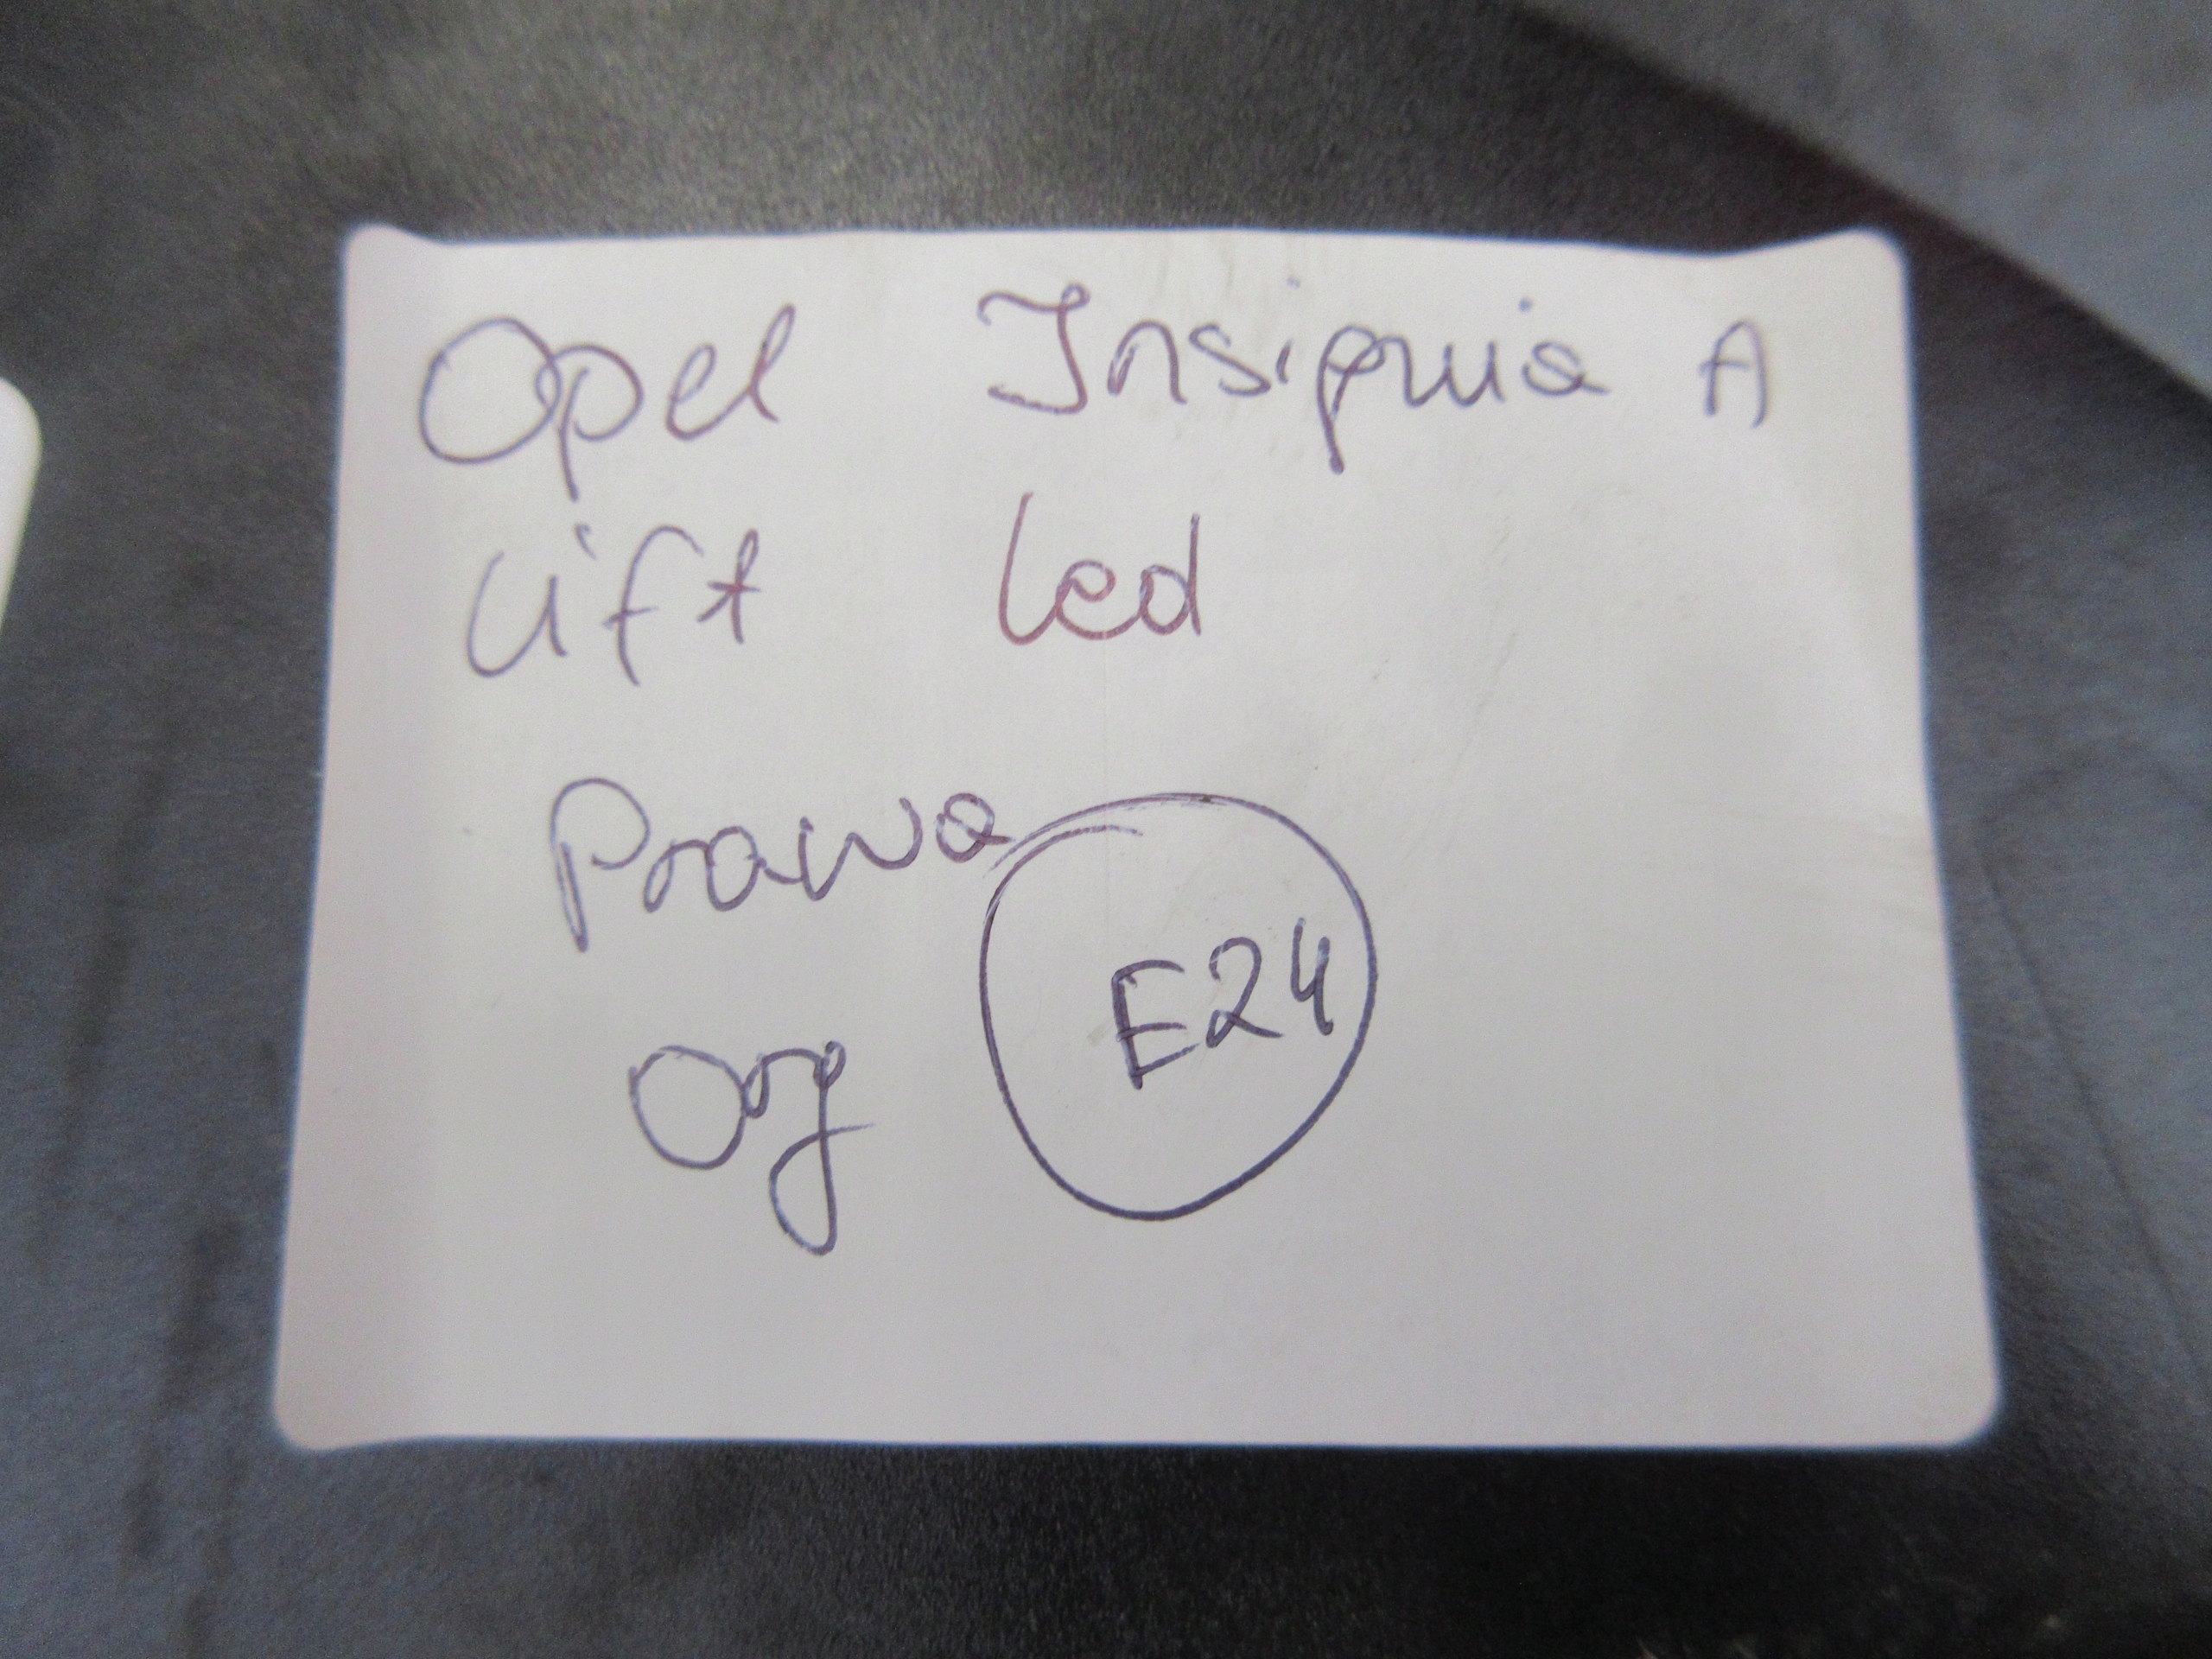 Opel Insignia A
Lift Led
Prawa
E24
Org